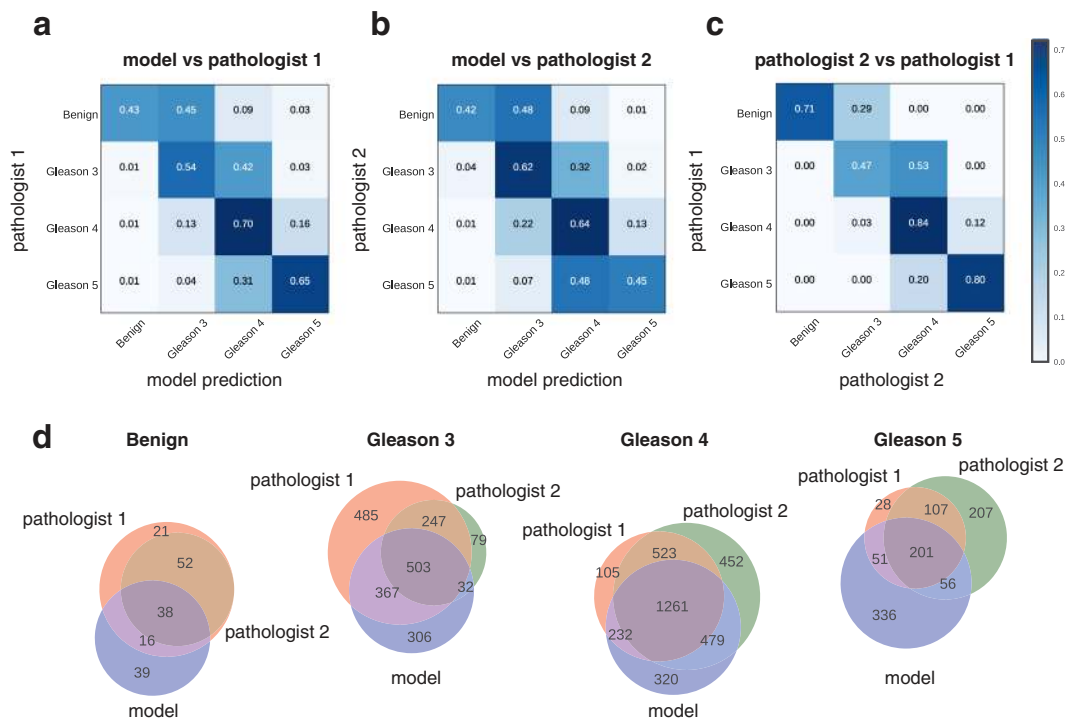 a
b
c
model vs pathologist 1
model vs pathologist 2
pathologist 2 vs pathologist 1
pathologist 1
Benign 0.43 0.45 0.09 0.03
Gleason 3 0.01 0.54 0.42 0.03
Gleason 4 0.01 0.13 0.70 0.16
Gleason 5 0.01 0.04 0.31 0.65
Benign Gleason 3 Gleason 4 Gleason 5
model prediction
pathologist 2
Benign 0.42 0.48 0.09 0.01
Gleason 3 0.04 0.62 0.32 0.02
Gleason 4 0.01 0.22 0.64 0.13
Gleason 5 0.01 0.07 0.48 0.45
Benign Gleason 3 Gleason 4 Gleason 5
model prediction
pathologist 1
Benign 0.71 0.29 0.00 0.00
Gleason 3 0.00 0.47 0.53 0.00
Gleason 4 0.00 0.03 0.84 0.12
Gleason 5 0.00 0.00 0.20 0.80
Benign Gleason 3 Gleason 4 Gleason 5
pathologist 2
0.7
0.6
0.5
0.4
0.3
0.2
0.1
0.0
d
Benign
pathologist 1
21
52
38
pathologist 2
16
39
model
Gleason 3
pathologist 1
pathologist 2
485
247
79
503
367
32
306
model
Gleason 4
pathologist 1
pathologist 2
523
452
105
1261
232
479
320
model
Gleason 5
pathologist 2
pathologist 1
28
107
207
201
51
56
336
model